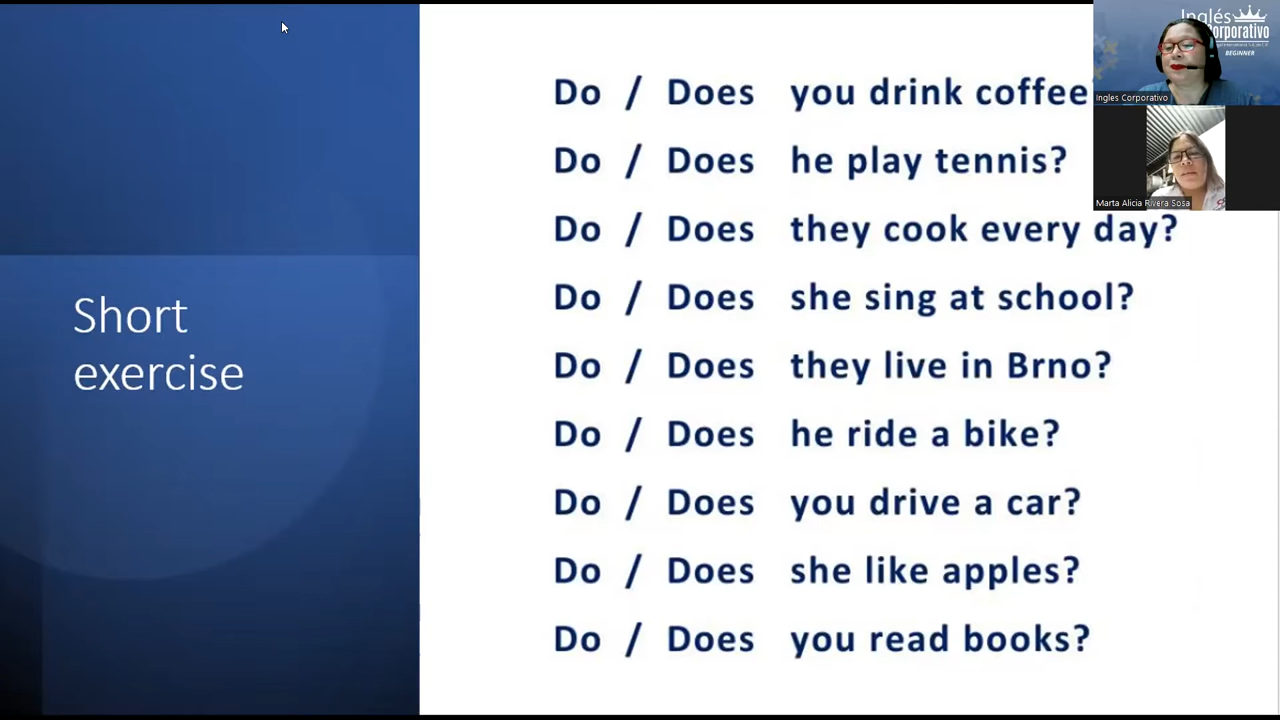 Do / Does you drink coffee
Do / Does he play tennis?
Do / Does they cook every day?
Do / Does she sing at school?
Do / Does they live in Brno?
Do / Does he ride a bike?
Do / Does you drive a car?
Do / Does she like apples?
Do / Does you read books?
Short
exercise
Inglés
Corporativo
BEGINNER
Ingles Corporativo
Marta Alicia Rivera Sosa